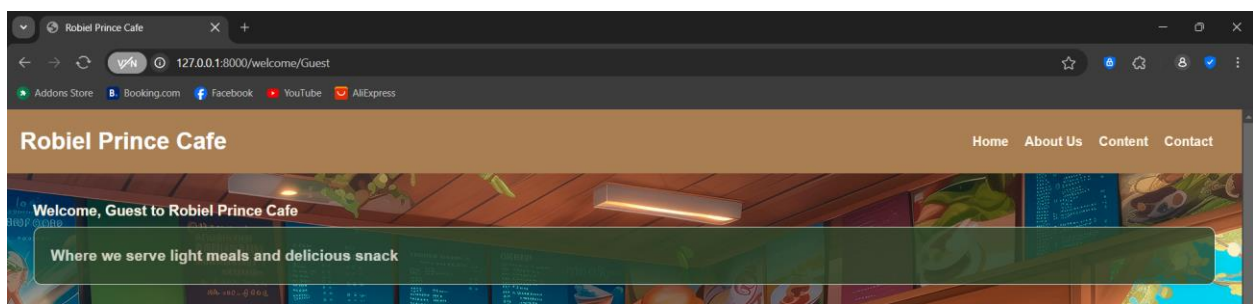 Robiel Prince Cafe
127.0.0.1:8000/welcome/Guest
Addons Store B. Booking.com Facebook YouTube AliExpress
Robiel Prince Cafe Home About Us Content Contact
Welcome, Guest to Robiel Prince Cafe
Where we serve light meals and delicious snack